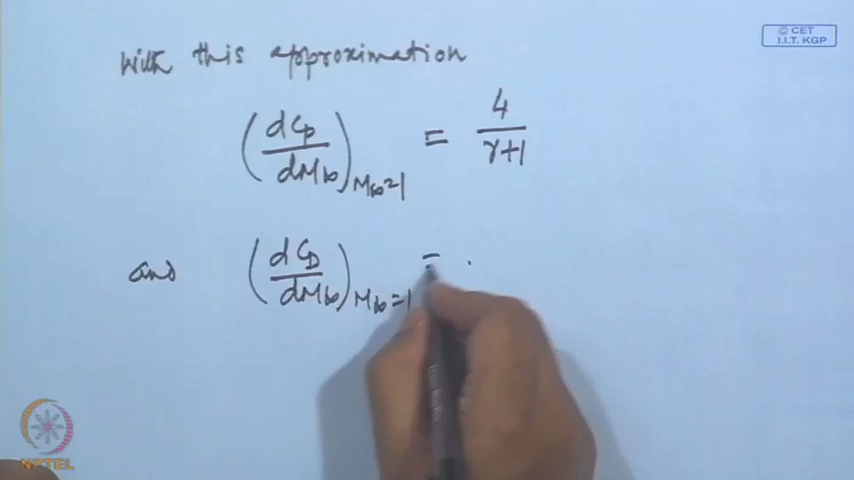 © CET
I.I.T. KGP
With this approximation
(dCp/dM∞)M∞=1 = 4/γ+1
and (dCD/dM∞)M∞=1 =
NPTEL